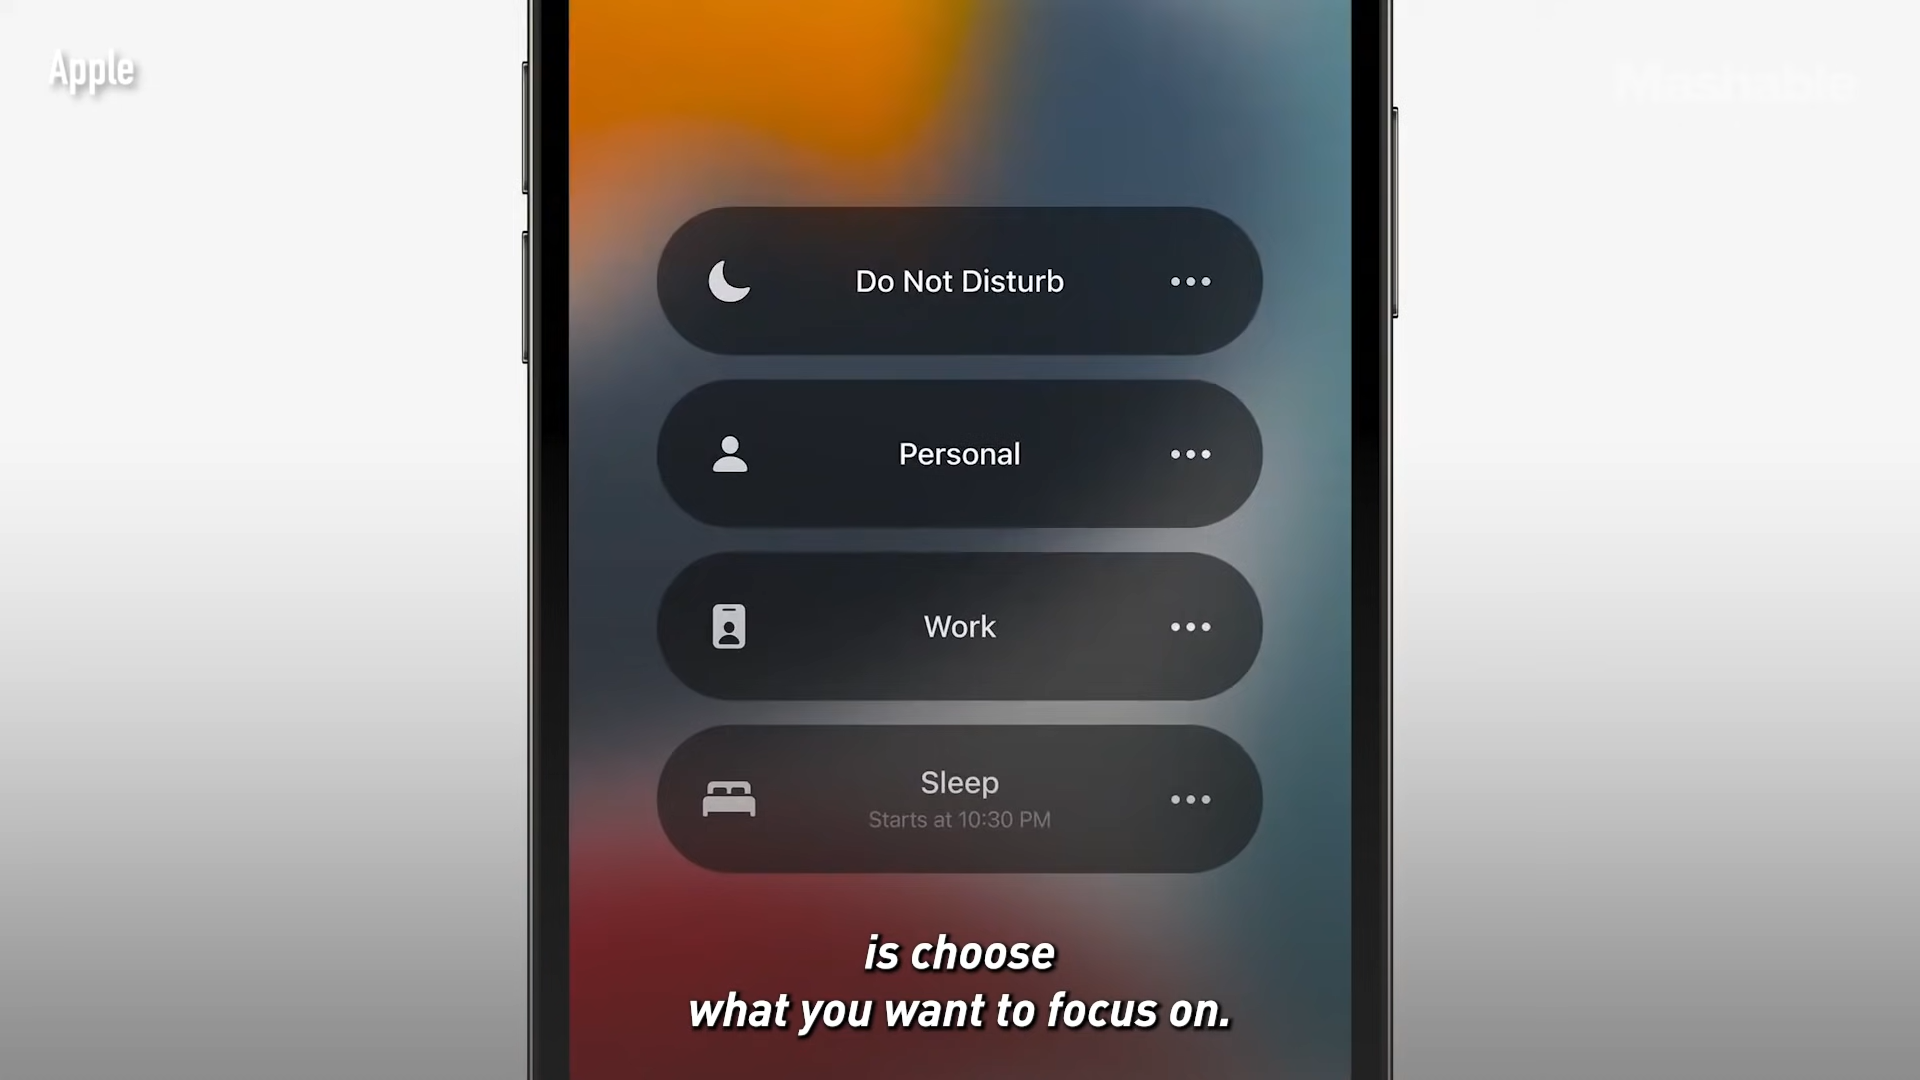 Apple
Mashable
Do Not Disturb
Personal
Work
Sleep
Starts at 10:30 PM
is choose
what you want to focus on.